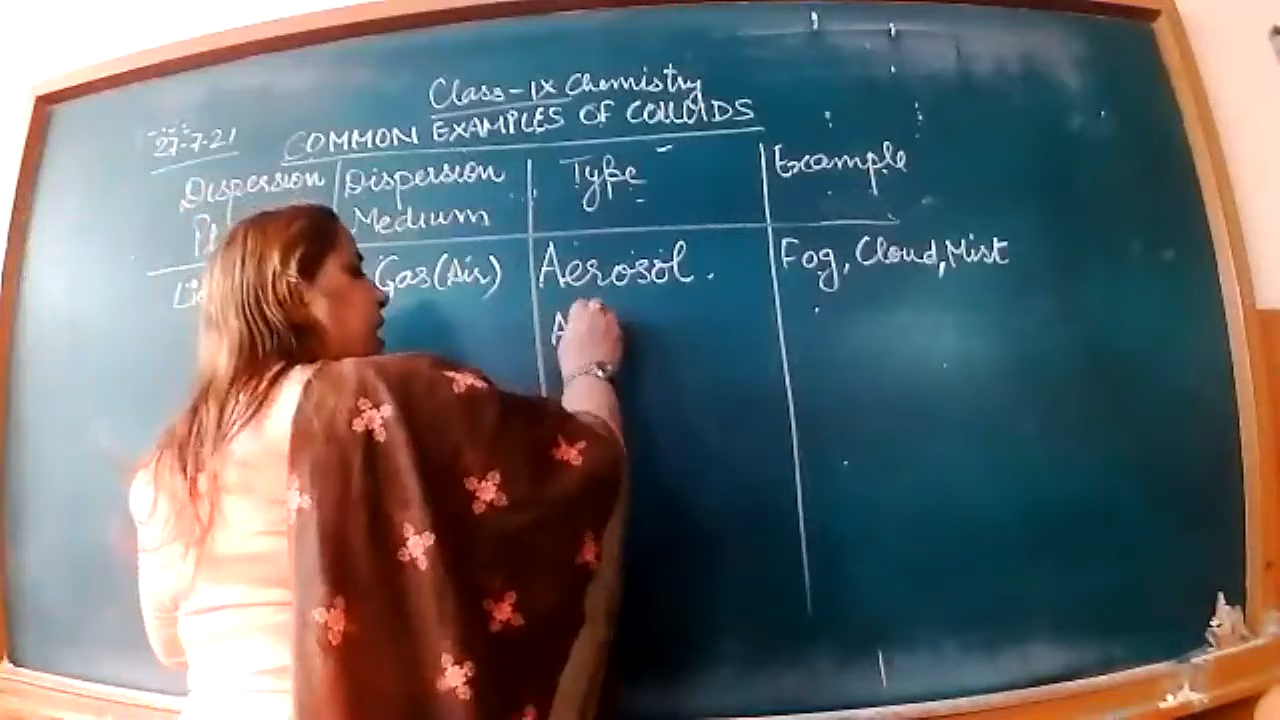 Class-IX Chemistry
27-7-21
COMMON EXAMPLES OF COLLOIDS
Dispersion Dispersion Type Example
Medium
Gas(Air) Aerosol. Fog, Cloud, Mist
A